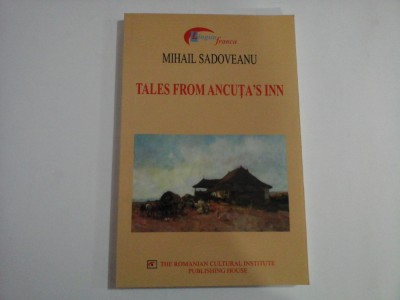 franca
MIHAIL SADOVEANU
TALES FROM ANCUȚA'S INN
THE ROMANIAN CULTURAL INSTITUTE
PUBLISHING HOUSE